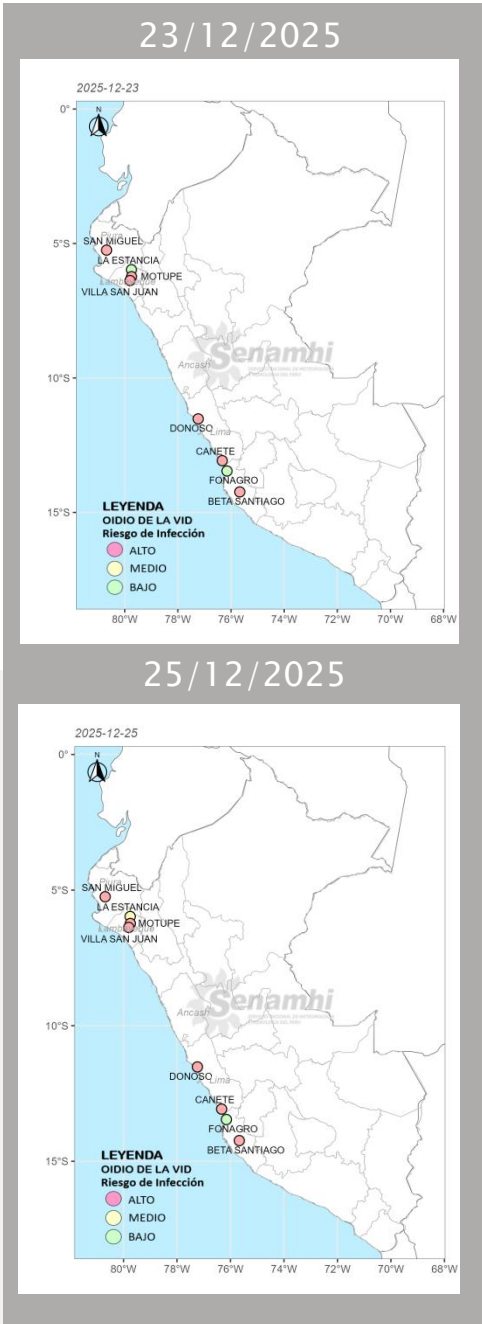 23/12/2025
2025-12-23
0°
N
Piura
SAN MIGUEL
5°S
LA ESTANCIA
MOTUPE
VILLA SAN JUAN
Senamhi
Ancash
10°S
DONOSO
Lima
CANETE
FONAGRO
BETA SANTIAGO
LEYENDA
OIDIO DE LA VID
15°S
Riesgo de Infección
ALTO
MEDIO
BAJO
80°W 78°W 76°W 74°W 72°W 70°W 68°W
25/12/2025
2025-12-25
0°
N
Piura
SAN MIGUEL
5°S
LA ESTANCIA
MOTUPE
VILLA SAN JUAN
Senamhi
Ancash
10°S
DONOSO
Lima
CANETE
FONAGRO
BETA SANTIAGO
LEYENDA
15°S
OIDIO DE LA VID
Riesgo de Infección
ALTO
MEDIO
BAJO
80°W 78°W 76°W 74°W 72°W 70°W 68°W